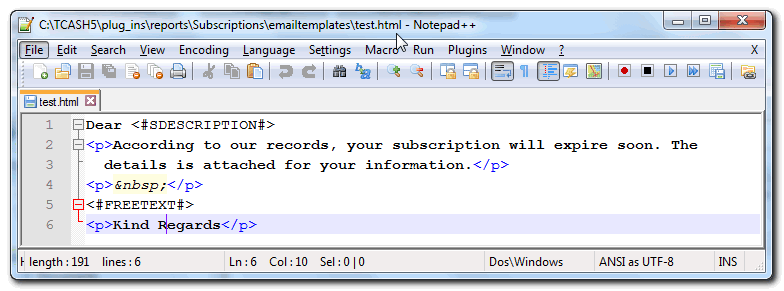 C:\TCASH5\plug_ins\reports\Subscriptions\emailtemplates\test.html - Notepad++
File Edit Search View Encoding Language Settings Macro Run Plugins Window ? X
test.html
1 Dear <#SDESCRIPTION#>
2 <p>According to our records, your subscription will expire soon. The
3 details is attached for your information.</p>
4 <p>&nbsp;</p>
5 <#FREETEXT#>
6 <p>Kind Regards</p>
length : 191 lines : 6 Ln : 6 Col : 10 Sel : 0 | 0 Dos\Windows ANSI as UTF-8 INS